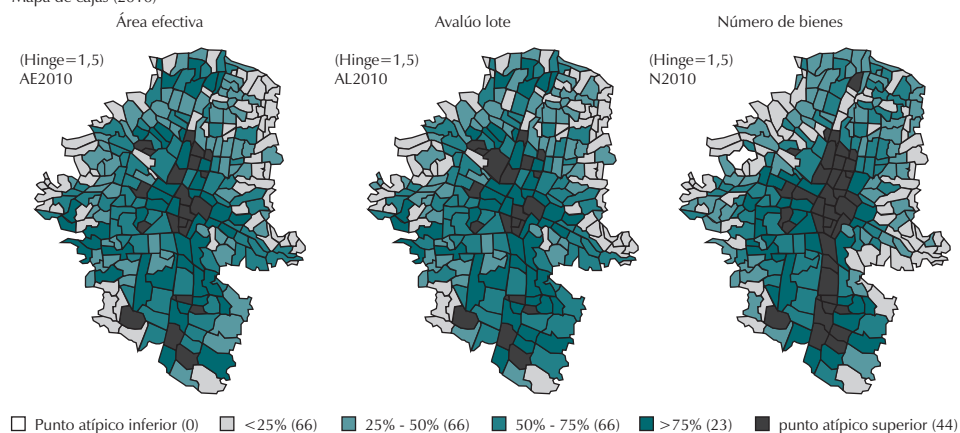 Mapa de cajas (2010)
Área efectiva
Avalúo lote
Número de bienes
(Hinge=1,5)
AE2010
(Hinge=1,5)
AL2010
(Hinge=1,5)
N2010
Punto atípico inferior (0)
<25% (66)
25% - 50% (66)
50% - 75% (66)
>75% (23)
punto atípico superior (44)